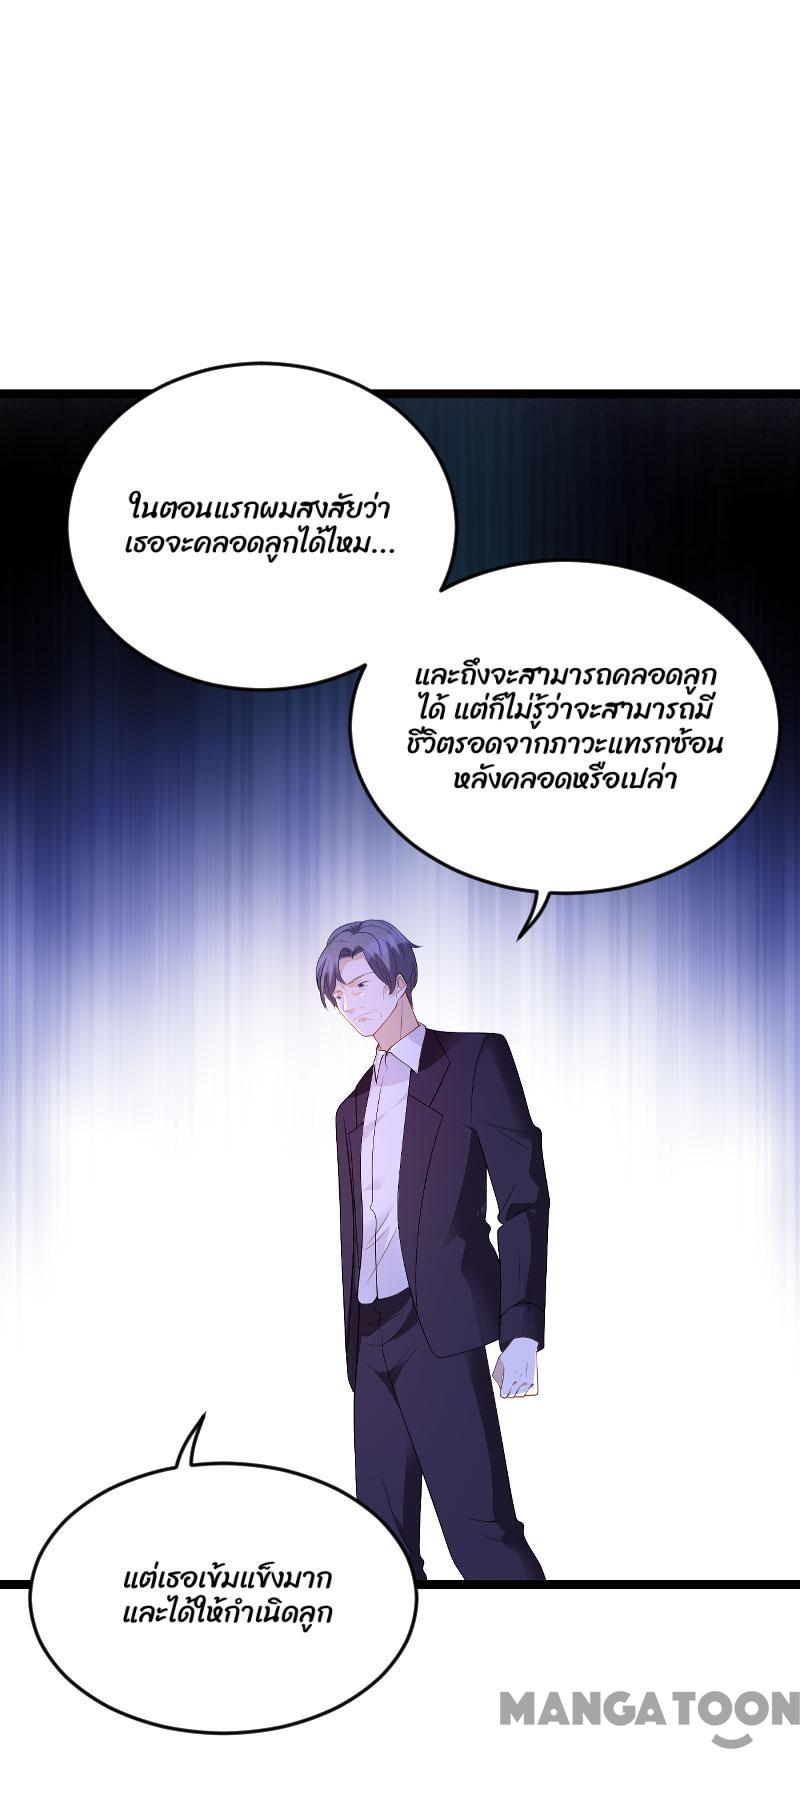 ในตอนแรกผมสงสัยว่า
เธอจะคลอดลูกได้ไหม...
และถึงจะสามารถคลอดลูก
ได้ แต่ก็ไม่รู้ว่าจะสามารถมี
ชีวิตรอดจากภาวะแทรกซ้อน
หลังคลอดหรือเปล่า
แต่เธอเข้มแข็งมาก
และได้ให้กำเนิดลูก
MANGATOON